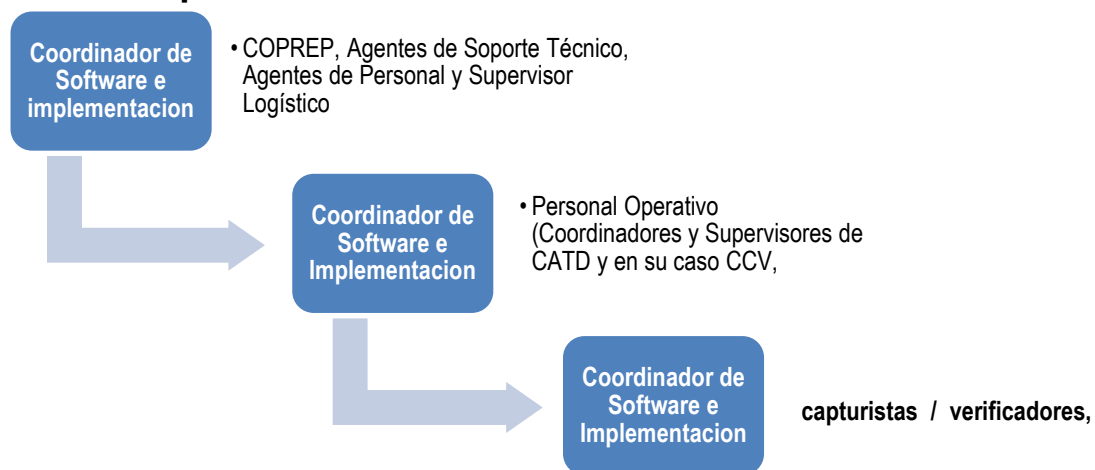 Coordinador de
Software e
implementacion
• COPREP, Agentes de Soporte Técnico,
Agentes de Personal y Supervisor
Logístico
Coordinador de
Software e
Implementacion
• Personal Operativo
(Coordinadores y Supervisores de
CATD y en su caso CCV,
Coordinador de
Software e
Implementacion
capturistas / verificadores,